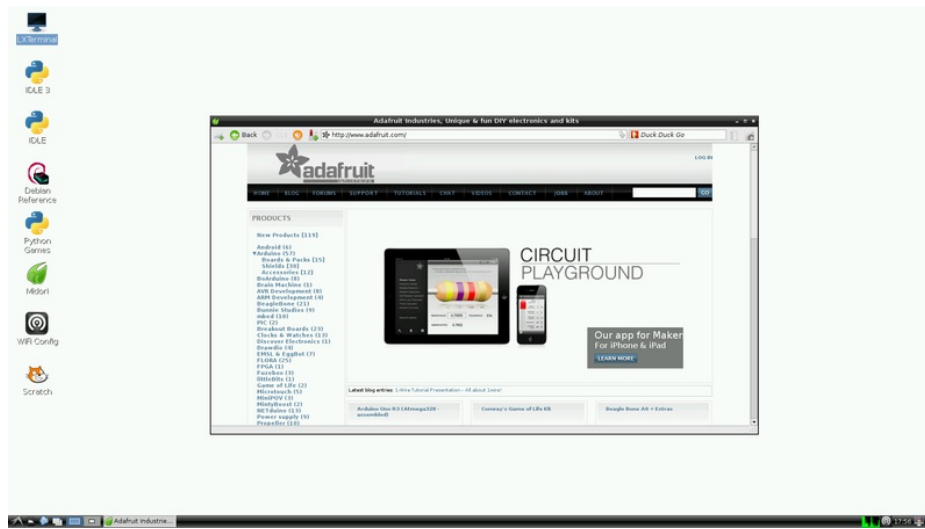 LXTerminal
IDLE 3
IDLE
Debian
Reference
Python
Games
Midori
WiFi Config
Scratch
Adafruit Industries, Unique & fun DIY electronics and kits
Back
http://www.adafruit.com/
Duck Duck Go
adafruit
LOG IN
HOME BLOG FORUMS SUPPORT TUTORIALS CHAT VIDEOS CONTACT JOBS ABOUT
GO
PRODUCTS
New Products [119]
Android (6)
Arduino (57)
Boards & Packs [15]
Shields [30]
Accessories [12]
BoArduino (8)
Brain Machine (1)
AVR Development (8)
ARM Development (4)
BeagleBone (21)
Bunnie Studios (9)
mbed (10)
PIC (2)
Breakout Boards (23)
Clocks & Watches (13)
Discover Electronics (1)
Drawdio (4)
EMSL & EggBot (7)
FLORA (25)
FPGA (1)
Fuzebox (3)
littleBits (1)
Game of Life (2)
Microtouch (5)
MiniPOV (3)
MintyBoost (2)
NETduino (13)
Power supply (9)
Propeller (10)
CIRCUIT
PLAYGROUND
Our app for Maker
For iPhone & iPad
LEARN MORE
Latest blog entries: 1-Wire Tutorial Presentation – All about 1wire!
Arduino Uno R3 (Atmega328 -
assembled)
Conway's Game of Life Kit
Beagle Bone A6 + Extras
Adafruit Industrie...
17:56